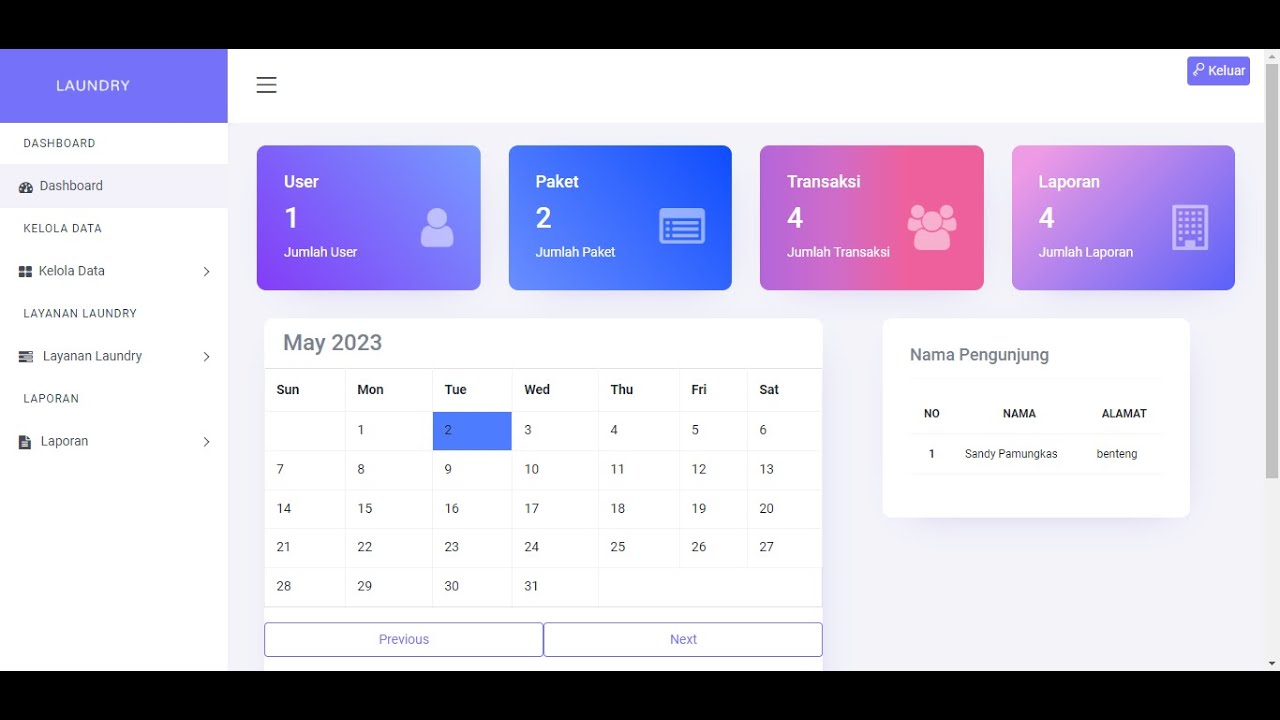 LAUNDRY
Keluar
DASHBOARD
Dashboard
KELOLA DATA
Kelola Data
LAYANAN LAUNDRY
Layanan Laundry
LAPORAN
Laporan
User
1
Jumlah User
Paket
2
Jumlah Paket
Transaksi
4
Jumlah Transaksi
Laporan
4
Jumlah Laporan
May 2023
Sun Mon Tue Wed Thu Fri Sat
1 2 3 4 5 6
7 8 9 10 11 12 13
14 15 16 17 18 19 20
21 22 23 24 25 26 27
28 29 30 31
Previous Next
Nama Pengunjung
NO NAMA ALAMAT
1 Sandy Pamungkas benteng